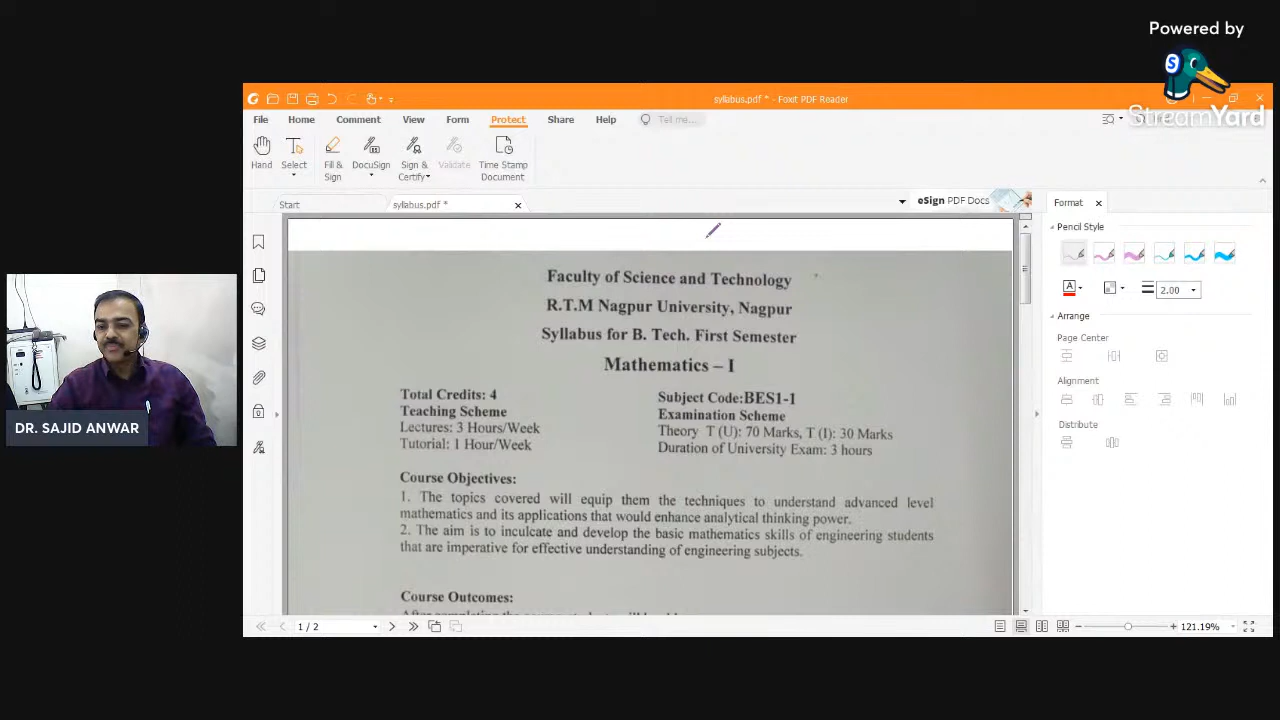 Powered by
S
StreamYard
syllabus.pdf * - Foxit PDF Reader
File Home Comment View Form Protect Share Help Tell me...
Hand Select Fill & Sign DocuSign Sign & Certify Validate Time Stamp Document
Start syllabus.pdf * eSign PDF Docs Format
Pencil Style
A 2.00
Arrange
Page Center
Alignment
Distribute
Faculty of Science and Technology
R.T.M Nagpur University, Nagpur
Syllabus for B. Tech. First Semester
Mathematics – I
Total Credits: 4 Subject Code:BES1-1
Teaching Scheme Examination Scheme
Lectures: 3 Hours/Week Theory T (U): 70 Marks, T (I): 30 Marks
Tutorial: 1 Hour/Week Duration of University Exam: 3 hours
Course Objectives:
1. The topics covered will equip them the techniques to understand advanced level
mathematics and its applications that would enhance analytical thinking power.
2. The aim is to inculcate and develop the basic mathematics skills of engineering students
that are imperative for effective understanding of engineering subjects.
Course Outcomes:
DR. SAJID ANWAR
1 / 2 121.19%